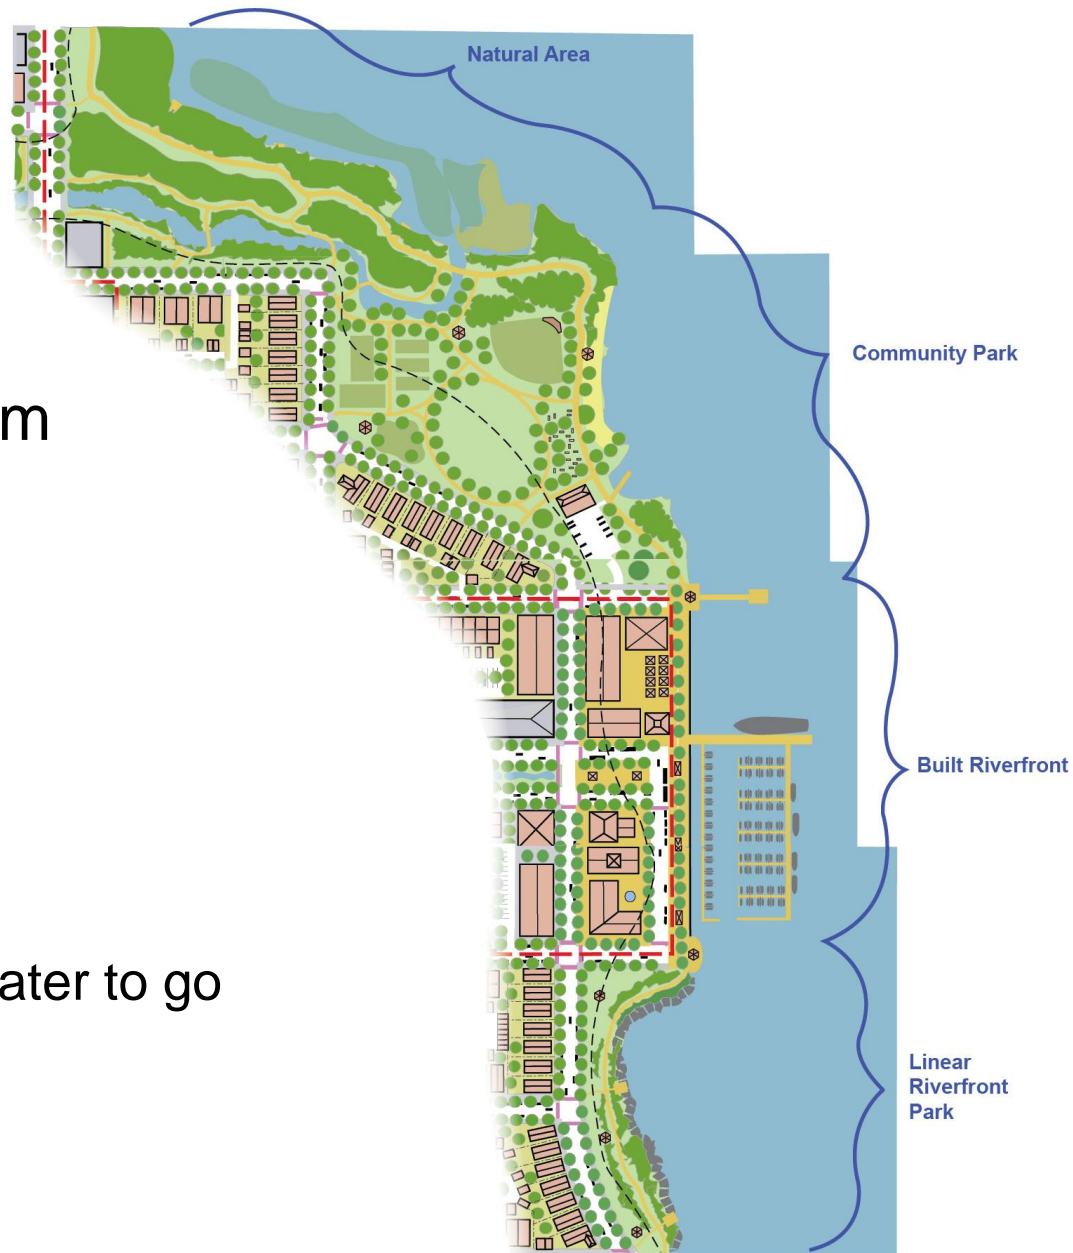 Natural Area
Community Park
m
Built Riverfront
ater to go
Linear
Riverfront
Park